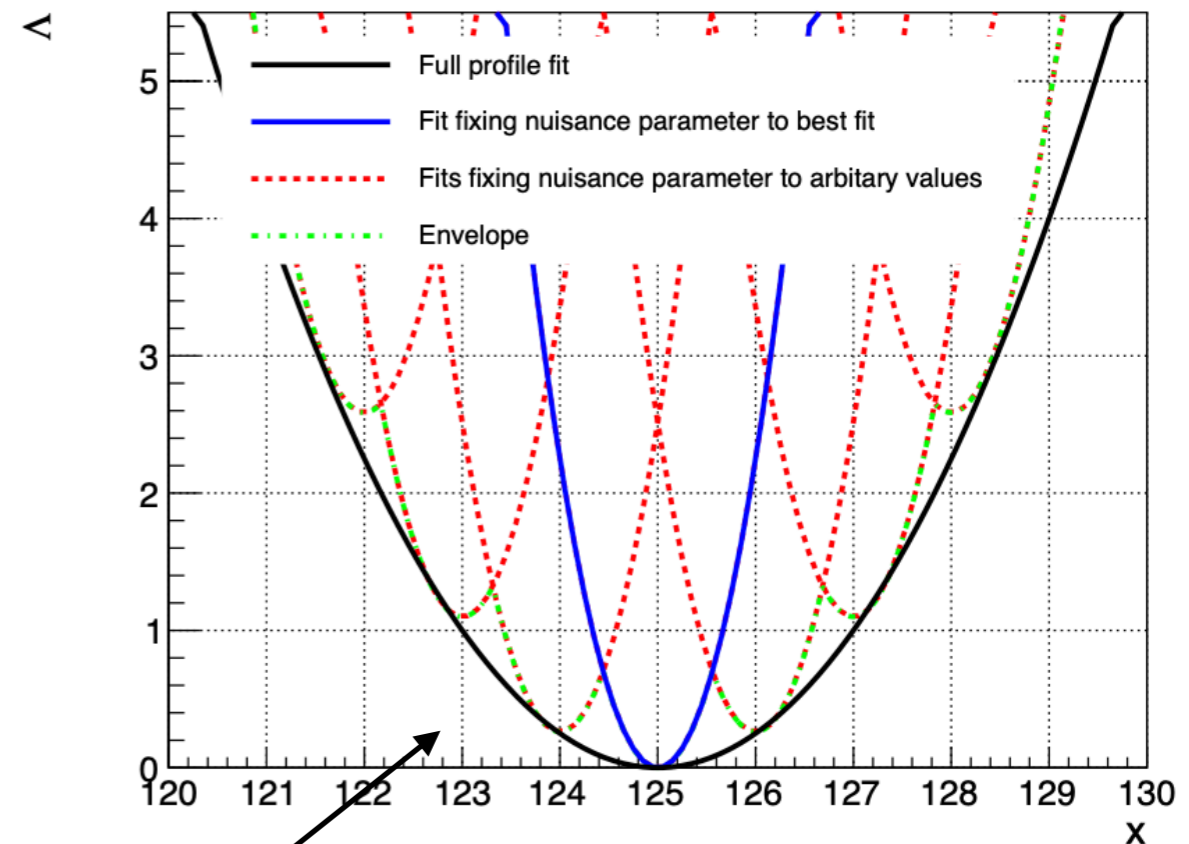 Λ
5
Full profile fit
Fit fixing nuisance parameter to best fit
Fits fixing nuisance parameter to arbitary values
4
Envelope
3
2
1
0
120 121 122 123 124 125 126 127 128 129 130
x